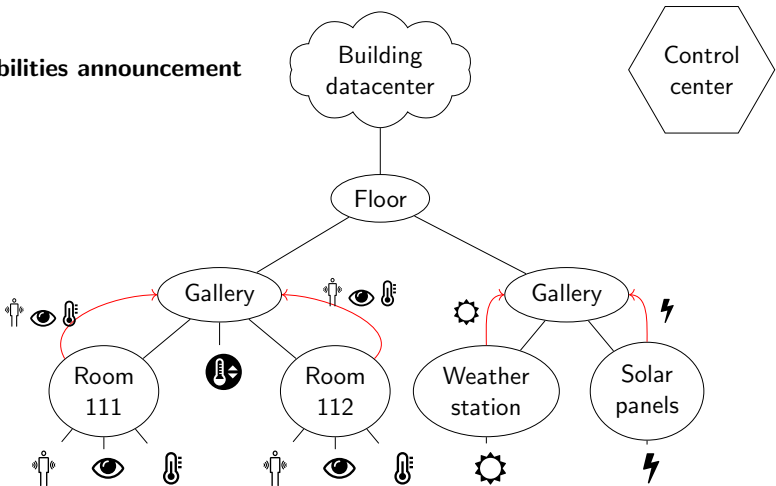 bilities announcement
Building
datacenter
Control
center
Floor
Gallery
Gallery
Room
111
Room
112
Weather
station
Solar
panels